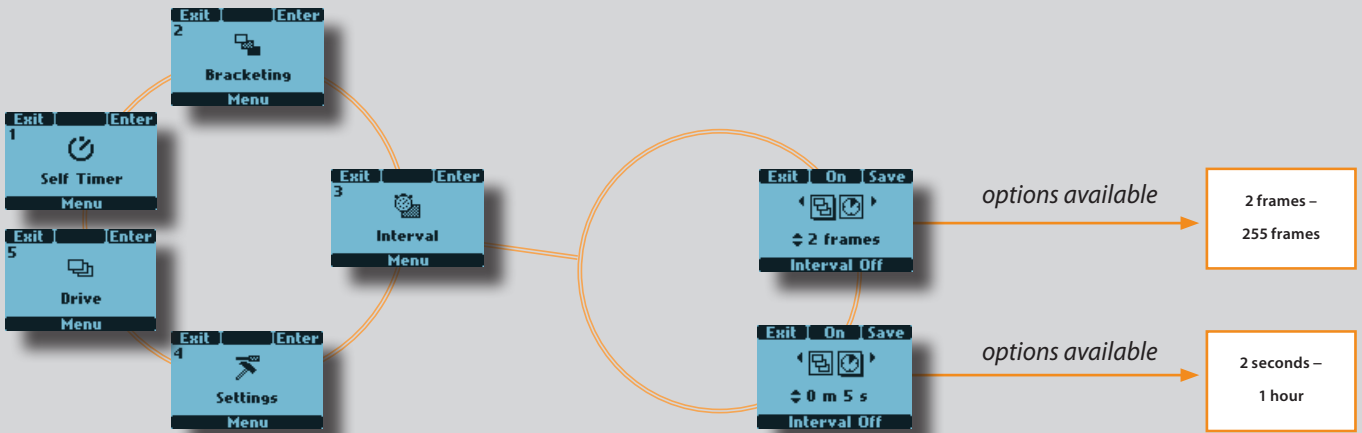 Exit Enter
2
Bracketing
Menu
Exit Enter
1
Self Timer
Menu
Exit Enter
3
Interval
Menu
Exit Enter
5
Drive
Menu
Exit Enter
4
Settings
Menu
Exit On Save
2 frames
Interval Off
options available
2 frames –
255 frames
Exit On Save
0 m 5 s
Interval Off
options available
2 seconds –
1 hour